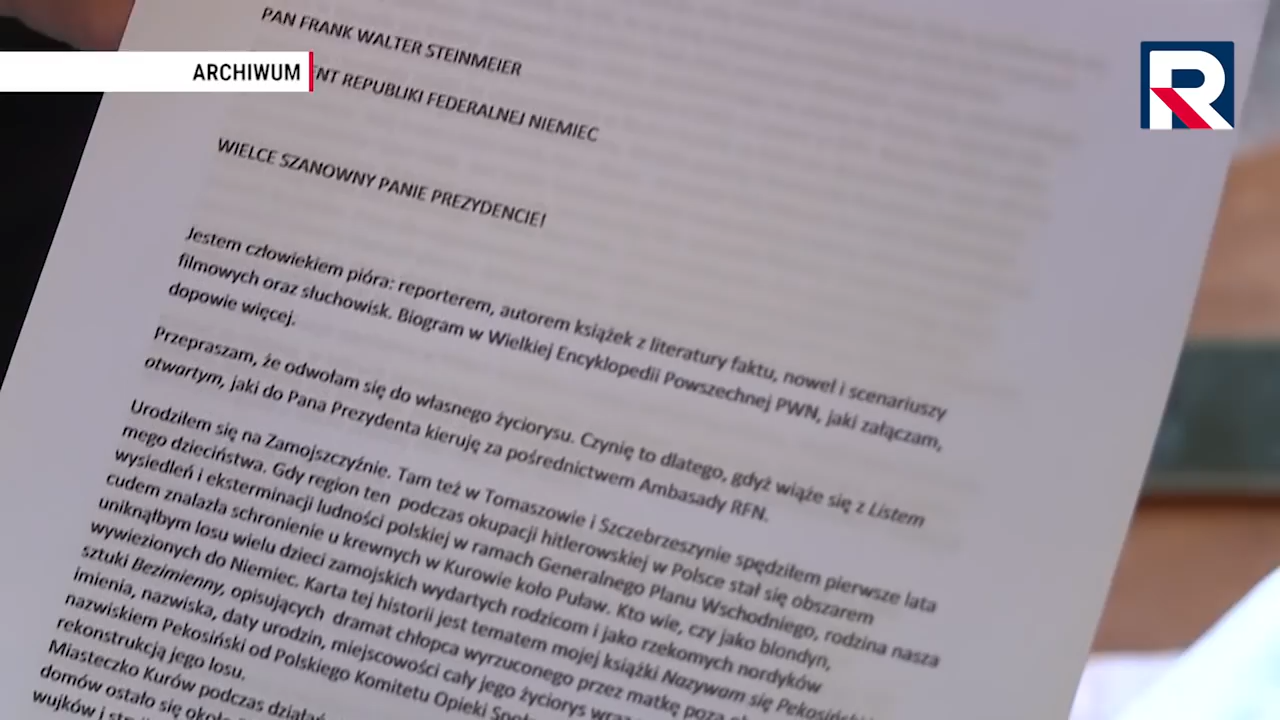 PAN FRANK WALTER STEINMEIER
ARCHIWUM
R
REPUBLIKI FEDERALNEJ NIEMIEC
WIELCE SZANOWNY PANIE PREZYDENCIE!
Jestem człowiekiem pióra: reporterem, autorem książek z literatury faktu, nowel i scenariuszy
filmowych oraz słuchowisk. Biogram w Wielkiej Encyklopedii Powszechnej PWN, jaki załączam,
dopowie więcej.
Przepraszam, że odwołam się do własnego życiorysu. Czynię to dlatego, gdyż wiąże się z Listem
otwartym, jaki do Pana Prezydenta kieruję za pośrednictwem Ambasady RFN.
Urodziłem się na Zamojszczyźnie. Tam też w Tomaszowie i Szczebrzeszynie spędziłem pierwsze lata
mego dzieciństwa. Gdy region ten podczas okupacji hitlerowskiej w Polsce stał się obszarem
wysiedleń i eksterminacji ludności polskiej w ramach Generalnego Planu Wschodniego, rodzina nasza
cudem znalazła schronienie u krewnych w Kurowie koło Puław. Kto wie, czy jako blondyn,
uniknąłbym losu wielu dzieci zamojskich wydartych rodzicom i jako rzekomych nordyków
wywiezionych do Niemiec. Karta tej historii jest tematem mojej książki Nazywam się Pekosiński
sztuki Bezimienny, opisujących dramat chłopca wyrzuconego przez matkę poza
imienia, nazwiska, daty urodzin, miejscowości cały jego życiorys
nazwiskiem Pekosiński od Polskiego Komitetu Opieki
rekonstrukcją jego losu.
Miasteczko Kurów podczas
domów ostało się
wujków i